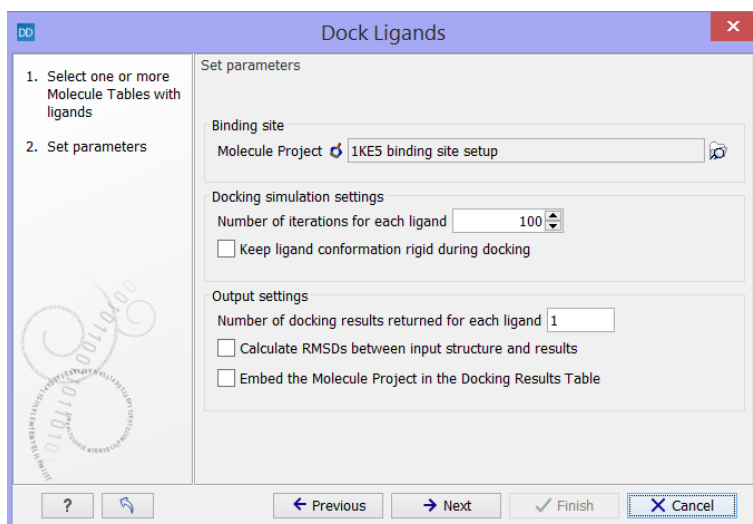 DD
Dock Ligands
1. Select one or more
Molecule Tables with
ligands
2. Set parameters
Set parameters
Binding site
Molecule Project 1KE5 binding site setup
Docking simulation settings
Number of iterations for each ligand 100
Keep ligand conformation rigid during docking
Output settings
Number of docking results returned for each ligand 1
Calculate RMSDs between input structure and results
Embed the Molecule Project in the Docking Results Table
? Previous Next Finish Cancel